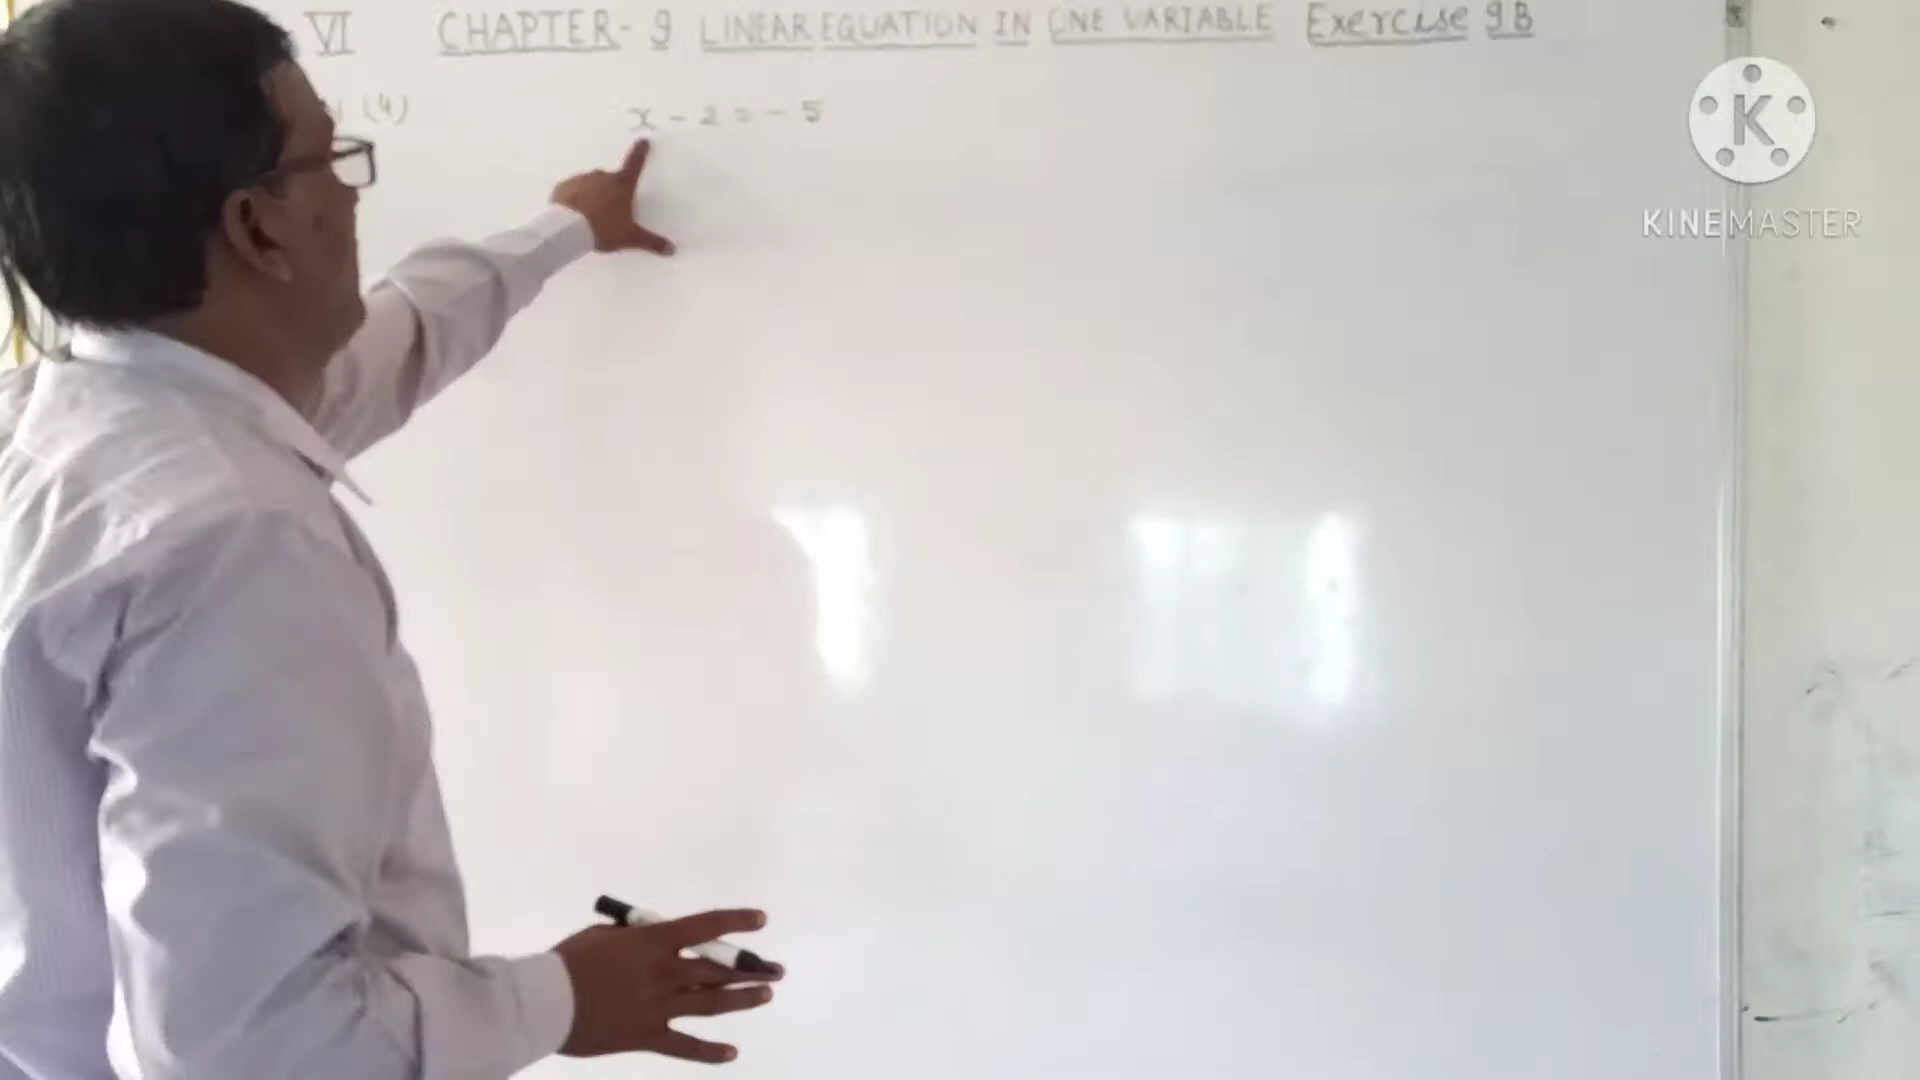 VI CHAPTER- 9 LINEAR EQUATION IN ONE VARIABLE Exercise 9B
(4) x - 2 = - 5
K
KINEMASTER